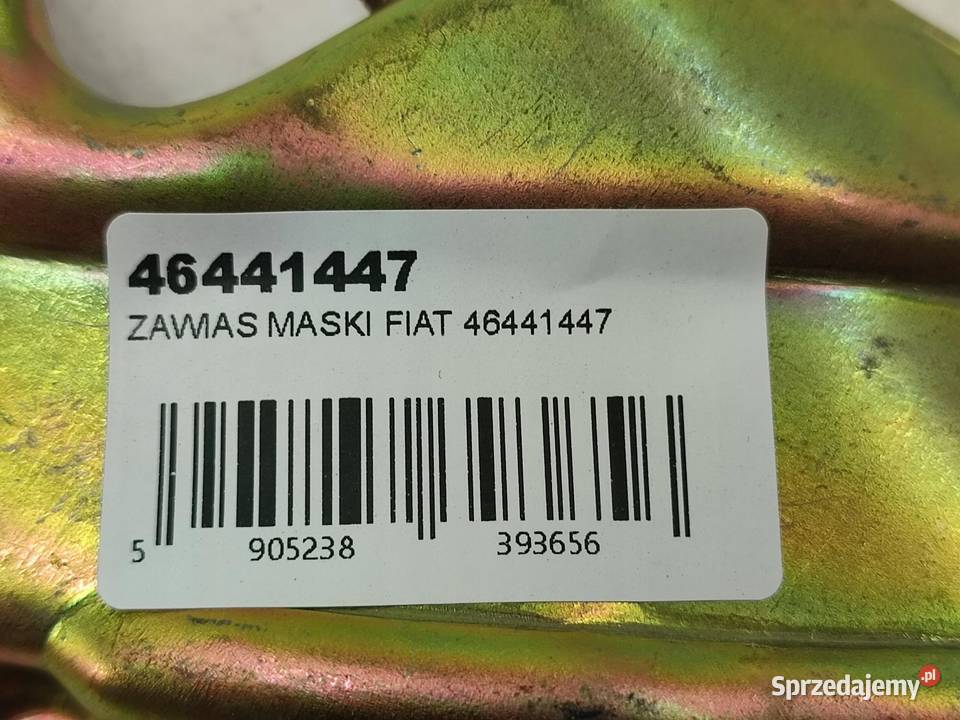 46441447
ZAWIAS MASKI FIAT 46441447
5 905238 393656
Sprzedajemy.pl